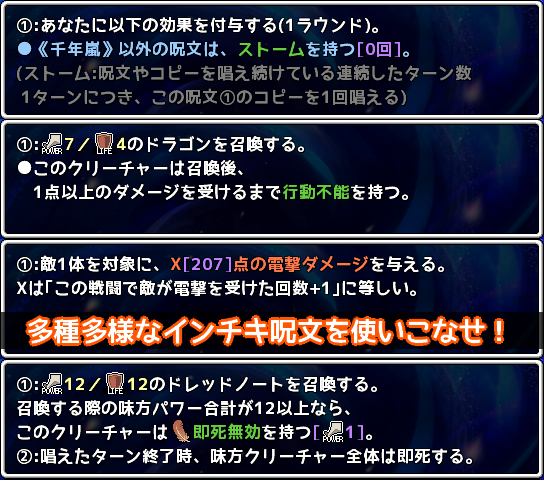 ①:あなたに以下の効果を付与する(1ラウンド)。
●《千年嵐》以外の呪文は、ストームを持つ[0回]。
(ストーム:呪文やコピーを唱え続けている連続したターン数
1ターンにつき、この呪文①のコピーを1回唱える)
①:POWER7/LIFE4のドラゴンを召喚する。
●このクリーチャーは召喚後、
1点以上のダメージを受けるまで行動不能を持つ。
①:敵1体を対象に、X[207]点の電撃ダメージを与える。
Xは「この戦闘で敵が電撃を受けた回数+1」に等しい。
多種多様なインチキ呪文を使いこなせ！
①:POWER12/LIFE12のドレッドノートを召喚する。
召喚する際の味方パワー合計が12以上なら、
このクリーチャーは即死無効を持つ[POWER1]。
②:唱えたターン終了時、味方クリーチャー全体は即死する。